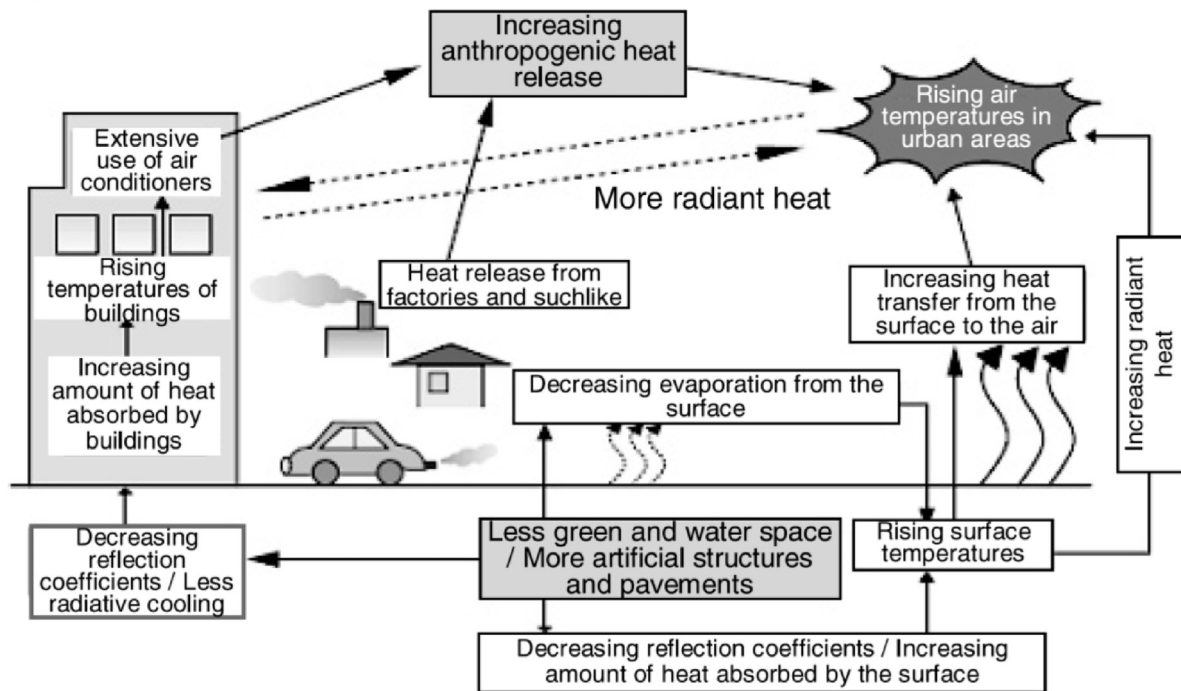 Increasing
anthropogenic heat
release
Rising air
temperatures in
urban areas
Extensive
use of air
conditioners
More radiant heat
Rising
temperatures of
buildings
Heat release from
factories and suchlike
Increasing heat
transfer from the
surface to the air
Increasing radiant
heat
Increasing
amount of heat
absorbed by
buildings
Decreasing evaporation from the
surface
Decreasing
reflection
coefficients / Less
radiative cooling
Less green and water space
/ More artificial structures
and pavements
Rising surface
temperatures
Decreasing reflection coefficients / Increasing
amount of heat absorbed by the surface